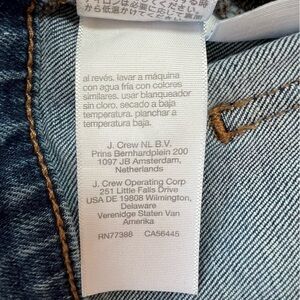 al revés. lavar a máquina
con agua fría con colores
similares. usar blanqueador
sin cloro. secado a baja
temperatura. planchar a
temperatura baja.
J. Crew NL B.V.
Prins Bernhardplein 200
1097 JB Amsterdam,
Netherlands
J. Crew Operating Corp
251 Little Falls Drive
USA DE 19808 Wilmington,
Delaware
Verenidge Staten Van
Amerika
RN77388 CA56445